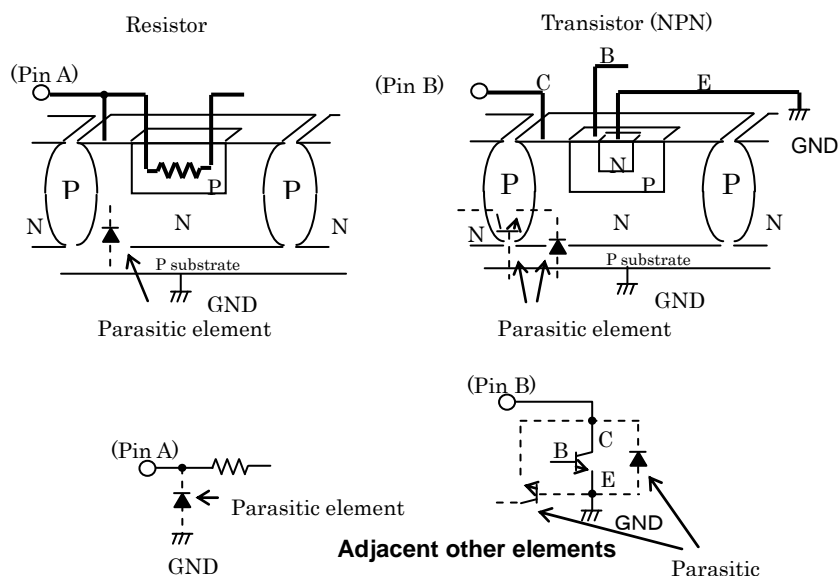 Resistor
(Pin A)
P
P
P
N
N
N
P substrate
GND
Parasitic element
Transistor (NPN)
B
(Pin B)
C
E
GND
N
P
P
P
N
N
N
P substrate
GND
Parasitic element
(Pin A)
Parasitic element
GND
(Pin B)
C
B
E
GND
Adjacent other elements
Parasitic